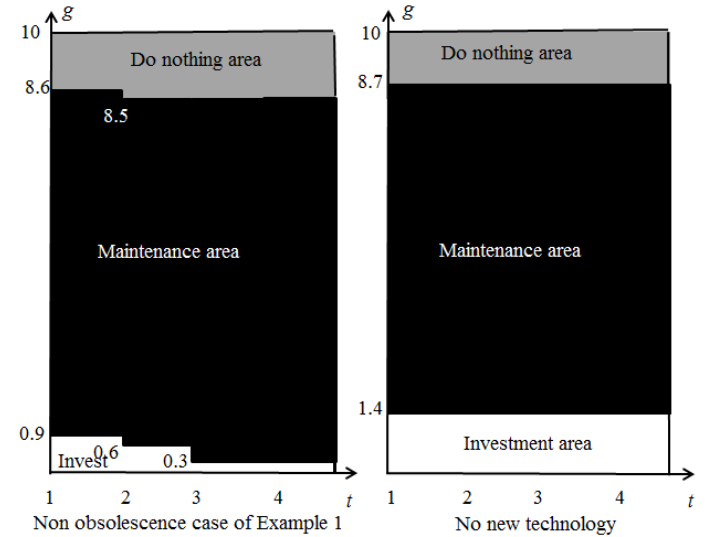 g
10
Do nothing area
8.6
8.5
Maintenance area
0.9
0.6
Invest
0.3
1 2 3 4 t
Non obsolescence case of Example 1
g
10
Do nothing area
8.7
Maintenance area
1.4
Investment area
1 2 3 4 t
No new technology